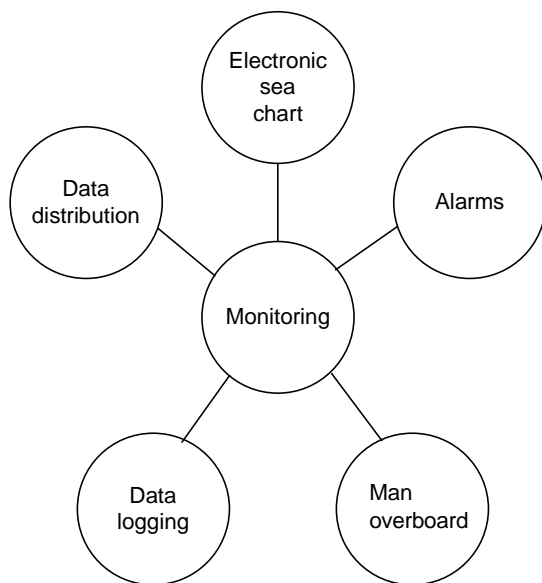 Electronic
sea
chart
Data
distribution
Alarms
Monitoring
Data
logging
Man
overboard